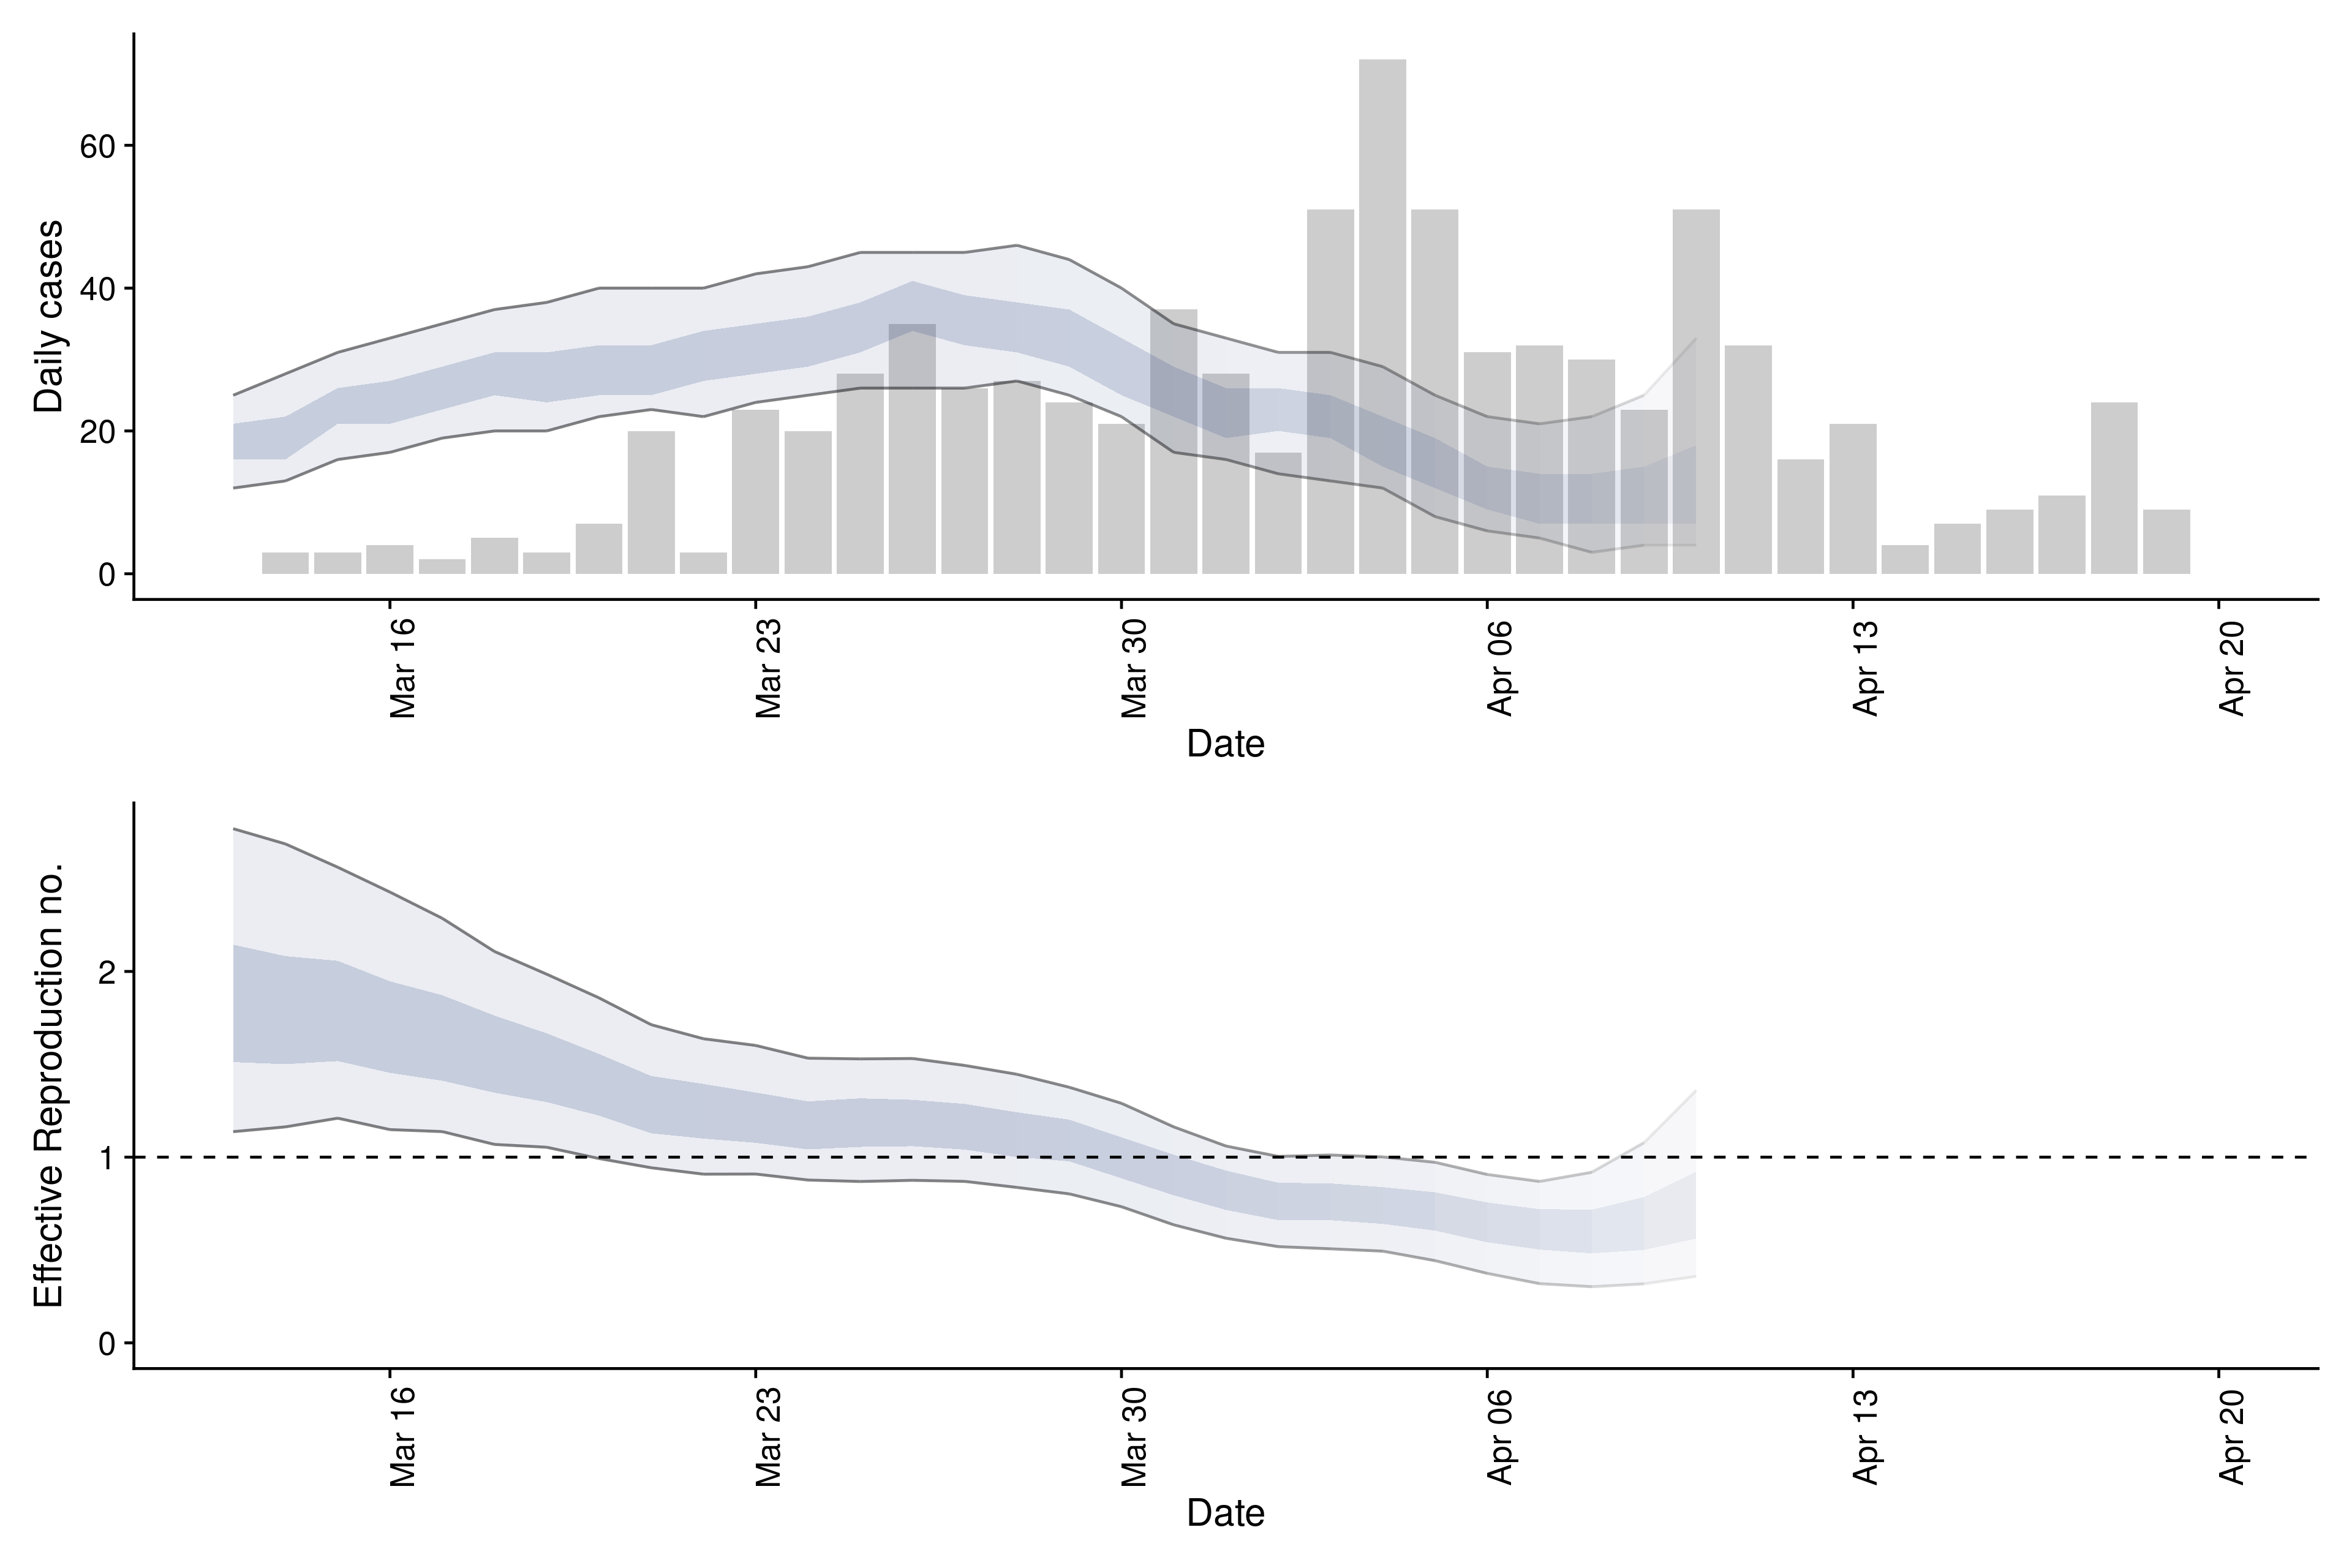 Daily cases
60
40
20
0
Mar 16
Mar 23
Mar 30
Apr 06
Apr 13
Apr 20
Date
Effective Reproduction no.
2
1
0
Mar 16
Mar 23
Mar 30
Apr 06
Apr 13
Apr 20
Date